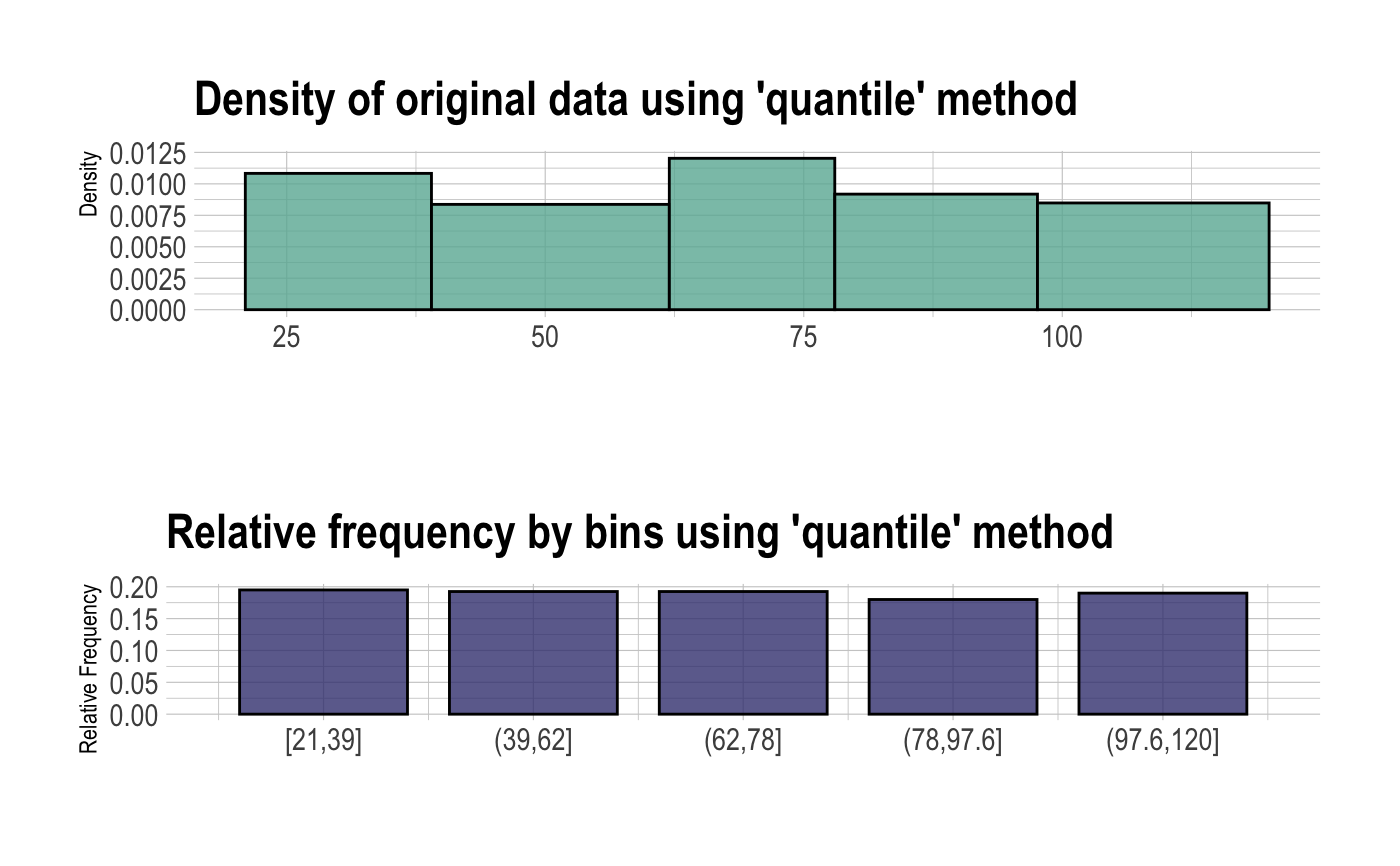 Density of original data using 'quantile' method
Density
0.0125
0.0100
0.0075
0.0050
0.0025
0.0000
25 50 75 100
Relative frequency by bins using 'quantile' method
Relative Frequency
0.20
0.15
0.10
0.05
0.00
[21,39] (39,62] (62,78] (78,97.6] (97.6,120]